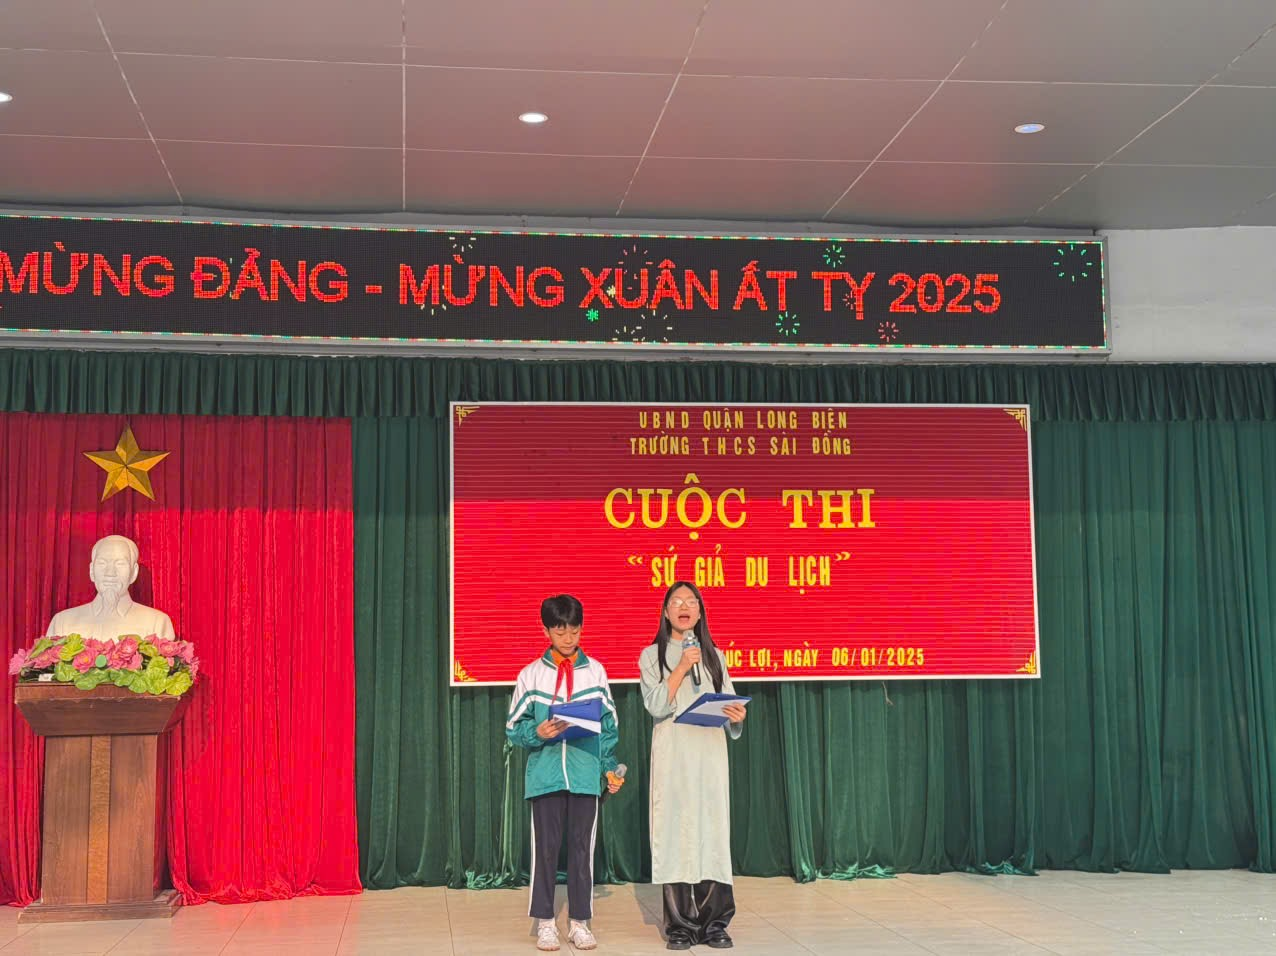 MỪNG ĐẢNG - MỪNG XUÂN ẤT TỴ 2025
UBND QUẬN LONG BIÊN
TRƯỜNG THCS SÀI ĐỒNG
CUỘC THI
“SỨ GIẢ DU LỊCH”
ÚC LỢI, NGÀY 06/01/2025